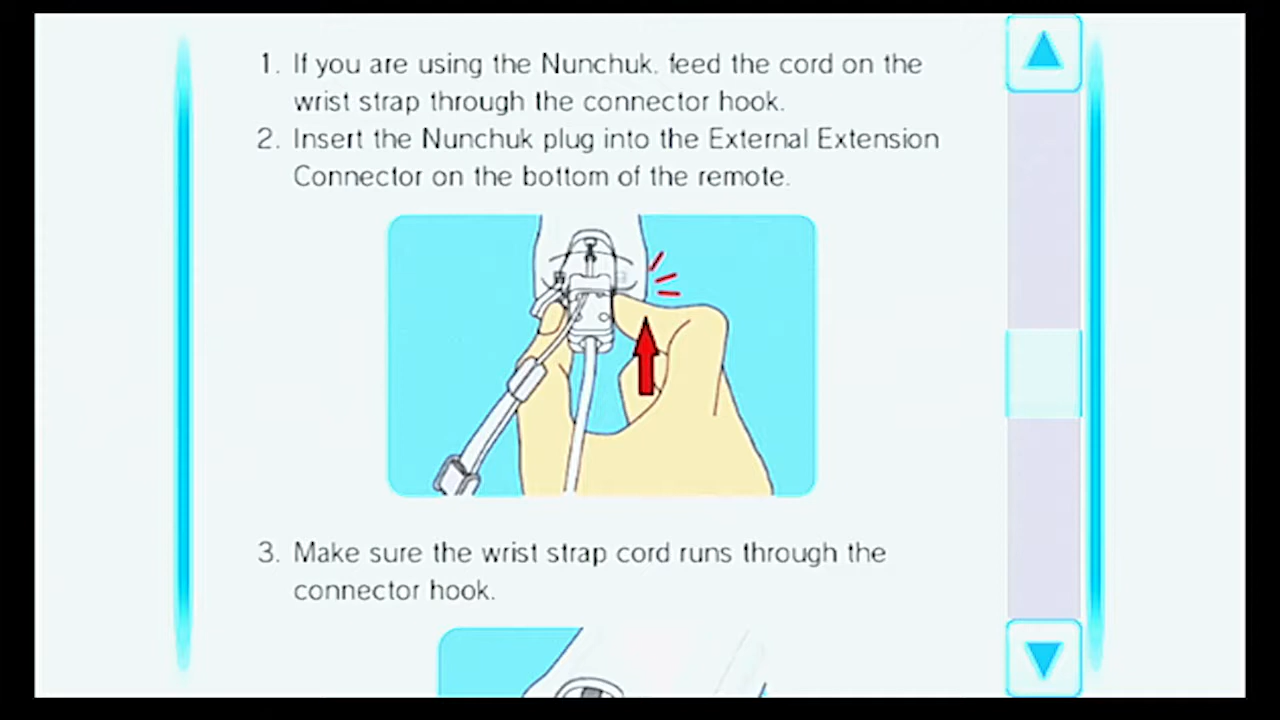 1. If you are using the Nunchuk, feed the cord on the
wrist strap through the connector hook.
2. Insert the Nunchuk plug into the External Extension
Connector on the bottom of the remote.
3. Make sure the wrist strap cord runs through the
connector hook.